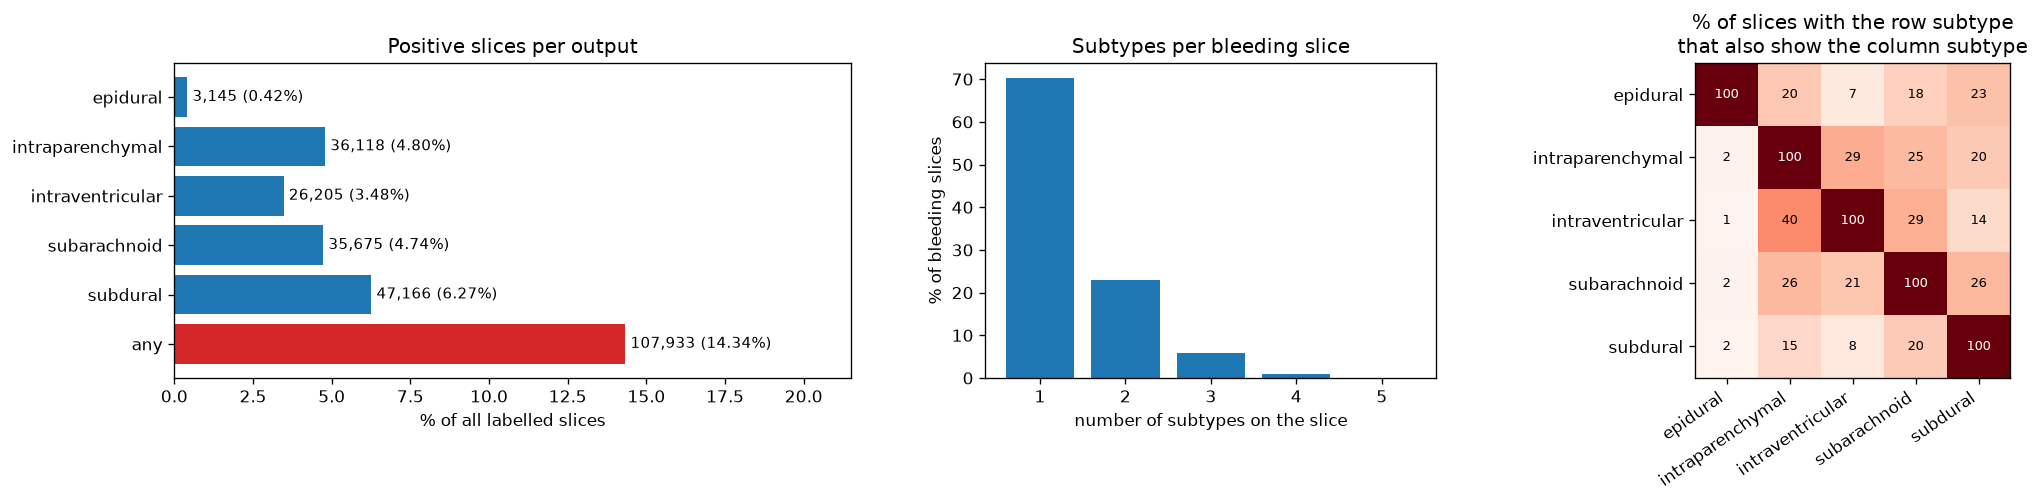 Positive slices per output
epidural
intraparenchymal
intraventricular
subarachnoid
subdural
any
3,145 (0.42%)
36,118 (4.80%)
26,205 (3.48%)
35,675 (4.74%)
47,166 (6.27%)
107,933 (14.34%)
0.0 2.5 5.0 7.5 10.0 12.5 15.0 17.5 20.0
% of all labelled slices
Subtypes per bleeding slice
% of bleeding slices
70
60
50
40
30
20
10
0
1 2 3 4 5
number of subtypes on the slice
% of slices with the row subtype
that also show the column subtype
epidural 100 20 7 18 23
intraparenchymal 2 100 29 25 20
intraventricular 1 40 100 29 14
subarachnoid 2 26 21 100 26
subdural 2 15 8 20 100
epidural
intraparenchymal
intraventricular
subarachnoid
subdural